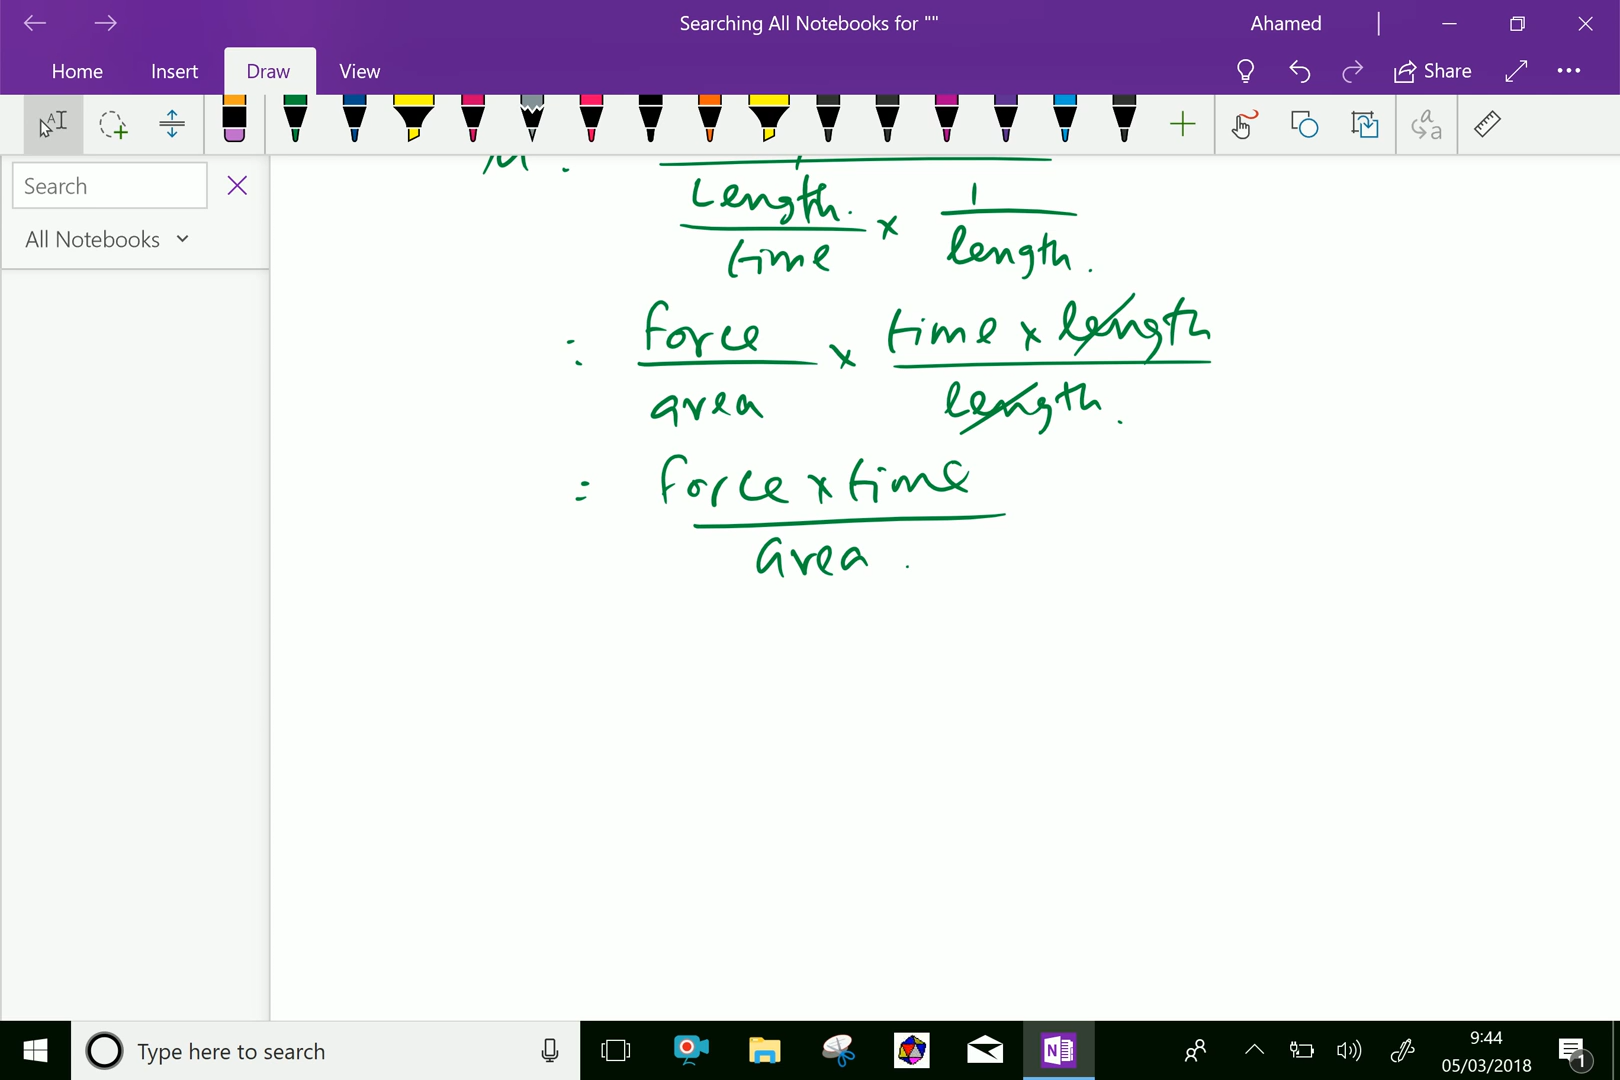 Searching All Notebooks for ""
Ahamed
Home Insert Draw View
Share
Search
All Notebooks
μ =
Length.
time
×
1
length.
= force
area
× time × length
length.
= force × time
area.
Type here to search
9:44
05/03/2018
1